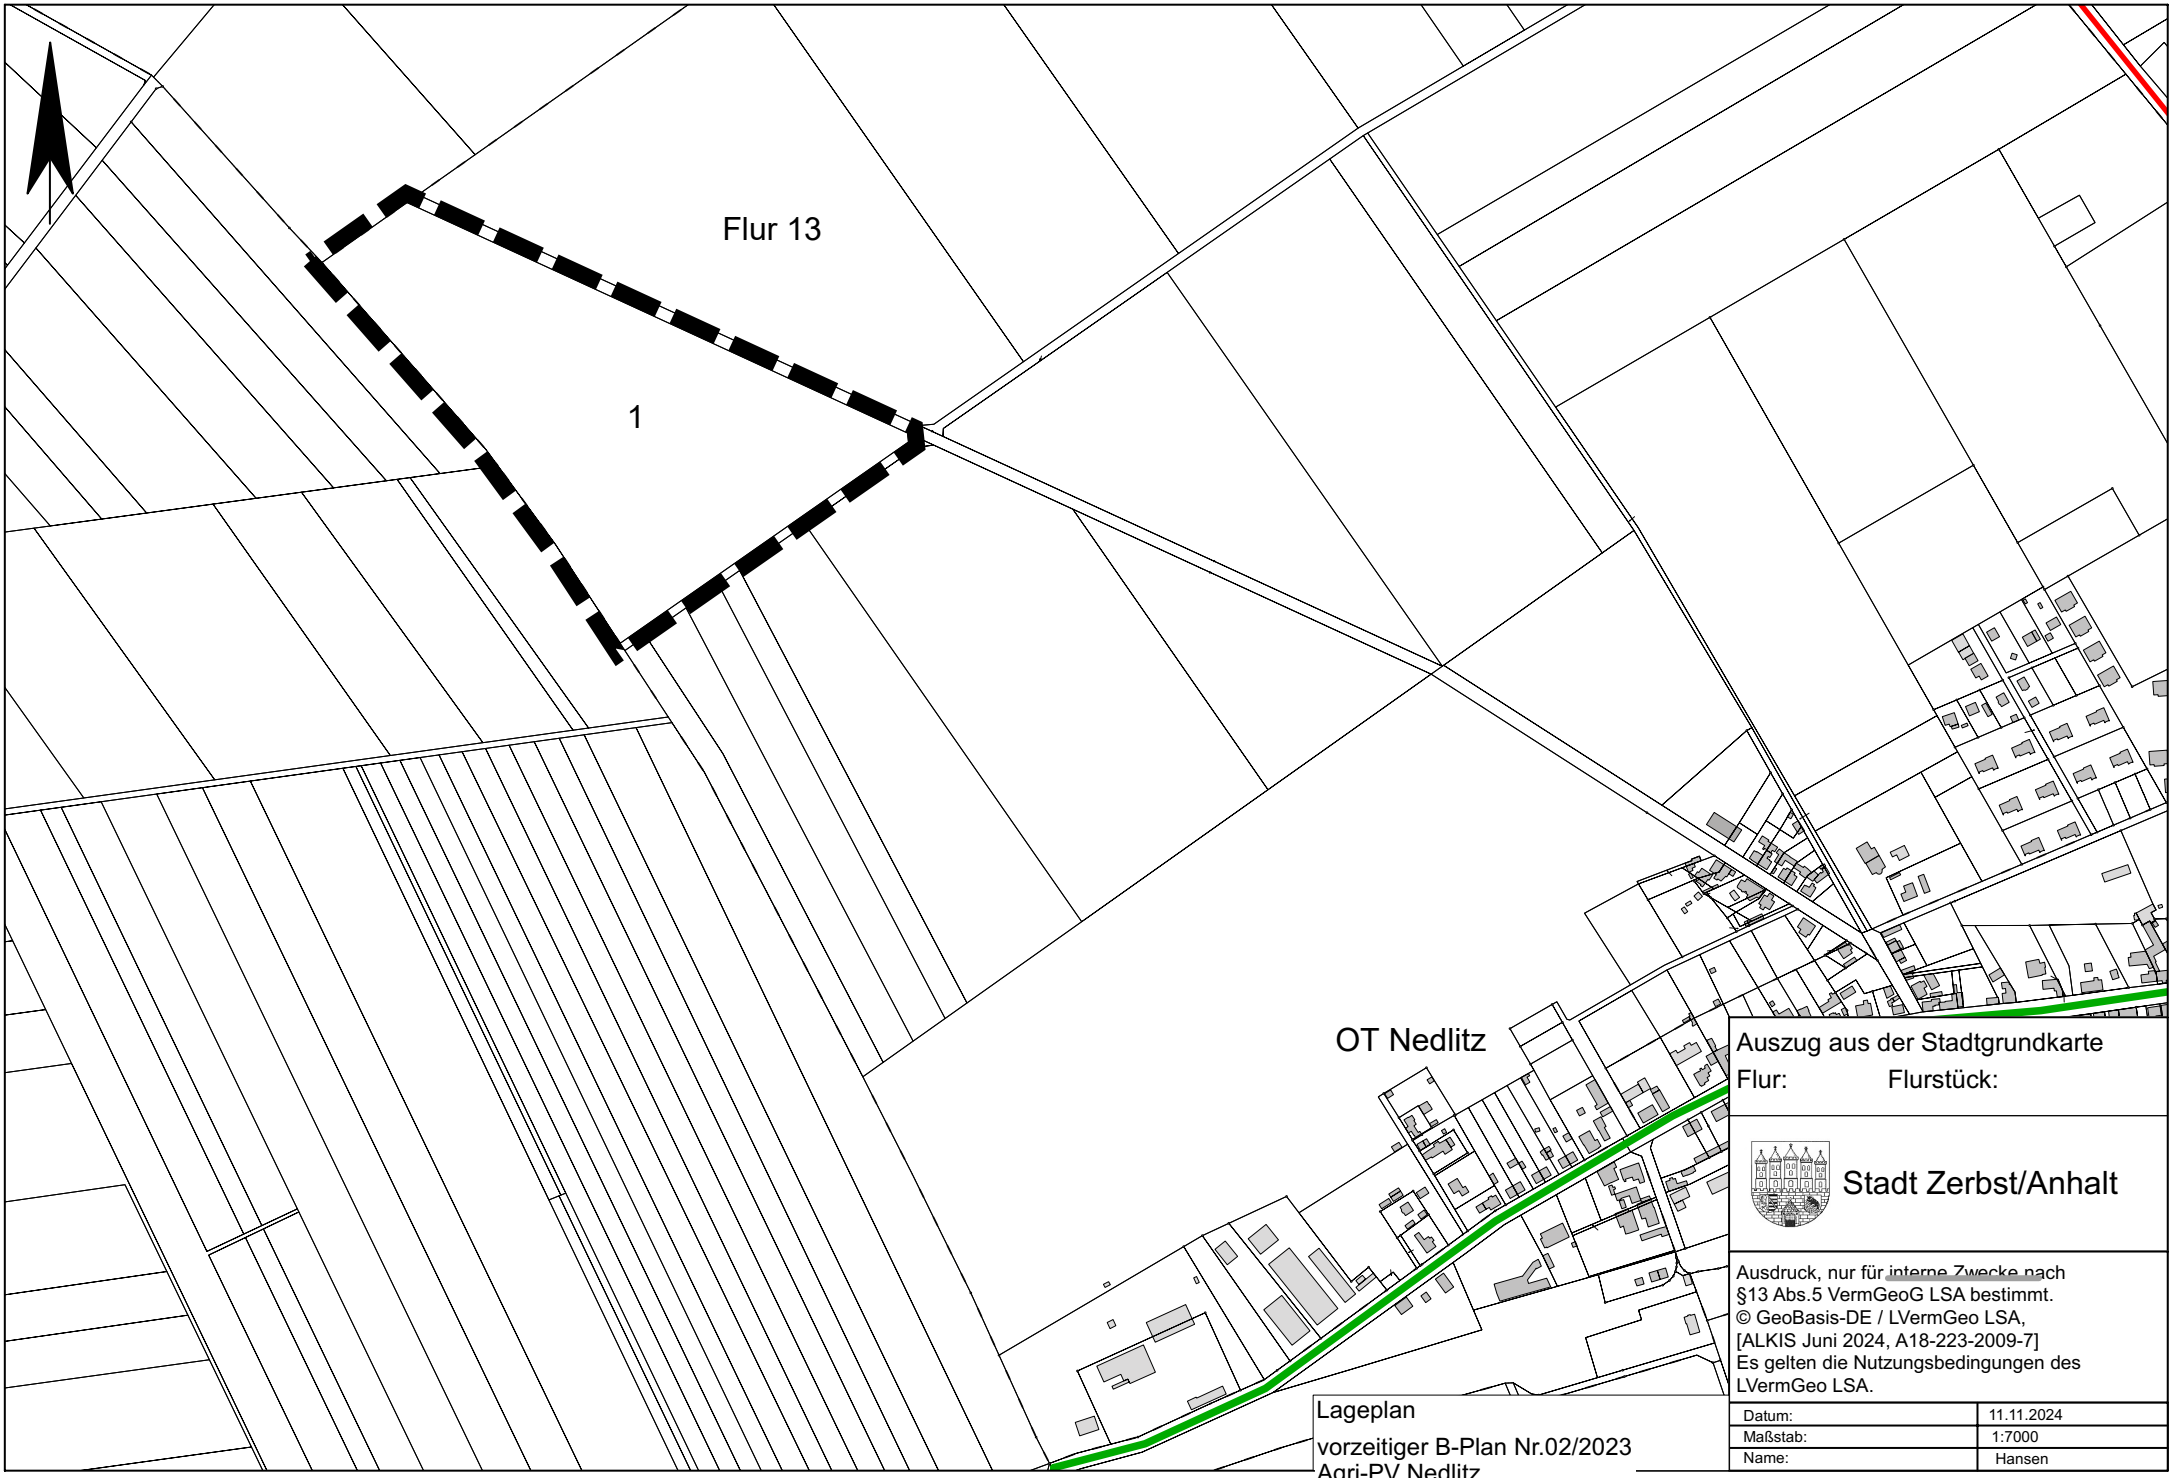 Flur 13
1
OT Nedlitz
Auszug aus der Stadtgrundkarte
Flur: Flurstück:
Stadt Zerbst/Anhalt
Ausdruck, nur für interne Zwecke nach
§13 Abs.5 VermGeoG LSA bestimmt.
© GeoBasis-DE / LVermGeo LSA,
[ALKIS Juni 2024, A18-223-2009-7]
Es gelten die Nutzungsbedingungen des
LVermGeo LSA.
Datum: 11.11.2024
Maßstab: 1:7000
Name: Hansen
Lageplan
vorzeitiger B-Plan Nr.02/2023
Agri-PV Nedlitz